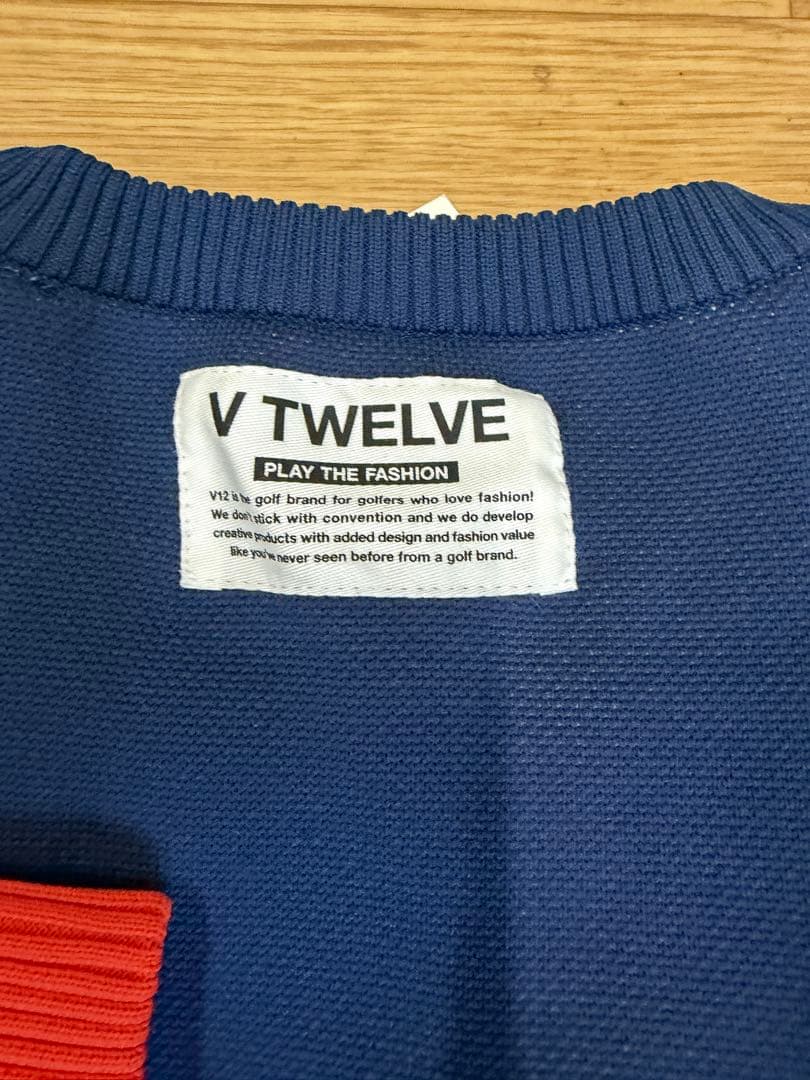 V TWELVE
PLAY THE FASHION
V12 is the golf brand for golfers who love fashion!
We don't stick with convention and we do develop
creative products with added design and fashion value
like you've never seen before from a golf brand.